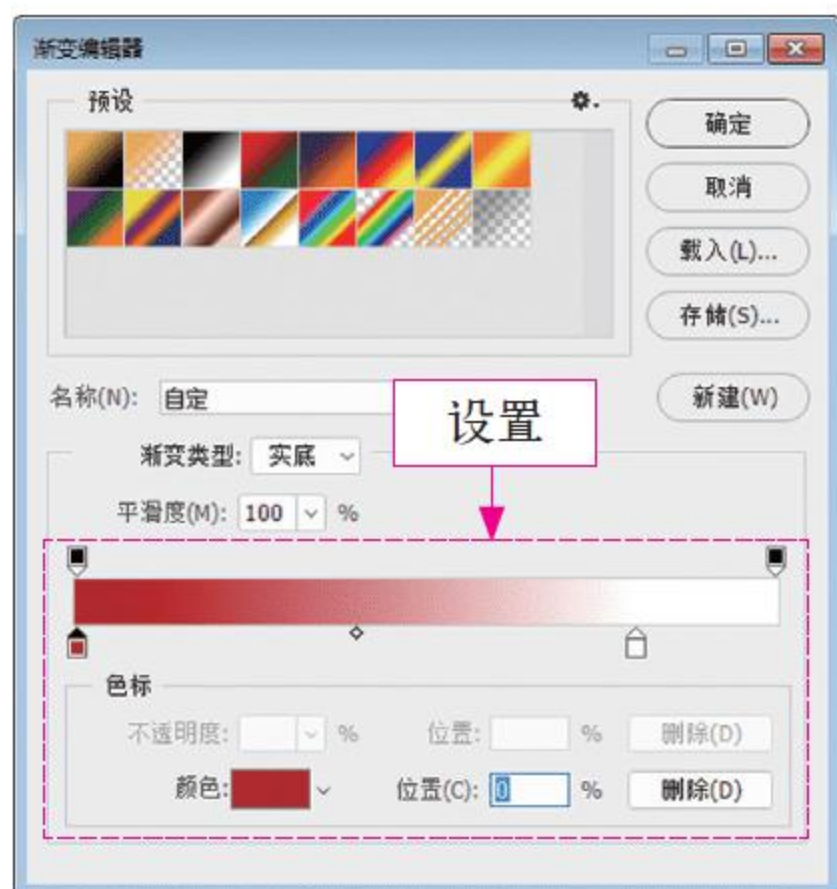 渐变编辑器
预设
确定
取消
载入(L)...
存储(S)...
名称(N): 自定
新建(W)
设置
渐变类型: 实底
平滑度(M): 100 %
色标
不透明度: % 位置: % 删除(D)
颜色: 位置(C): 0 % 删除(D)